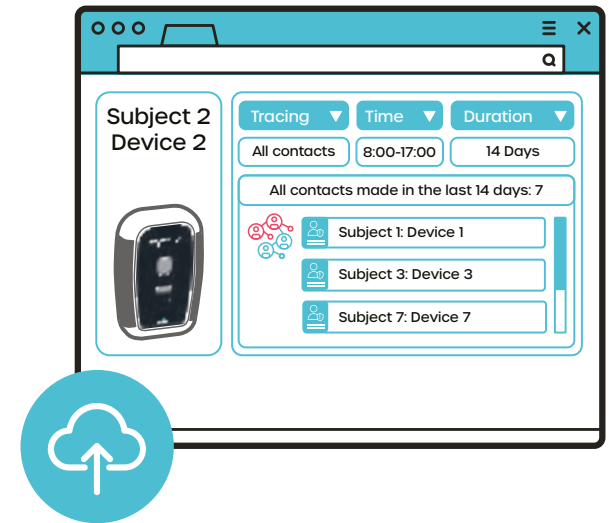 Subject 2
Device 2
Tracing
Time
Duration
All contacts
8:00-17:00
14 Days
All contacts made in the last 14 days: 7
Subject 1: Device 1
Subject 3: Device 3
Subject 7: Device 7